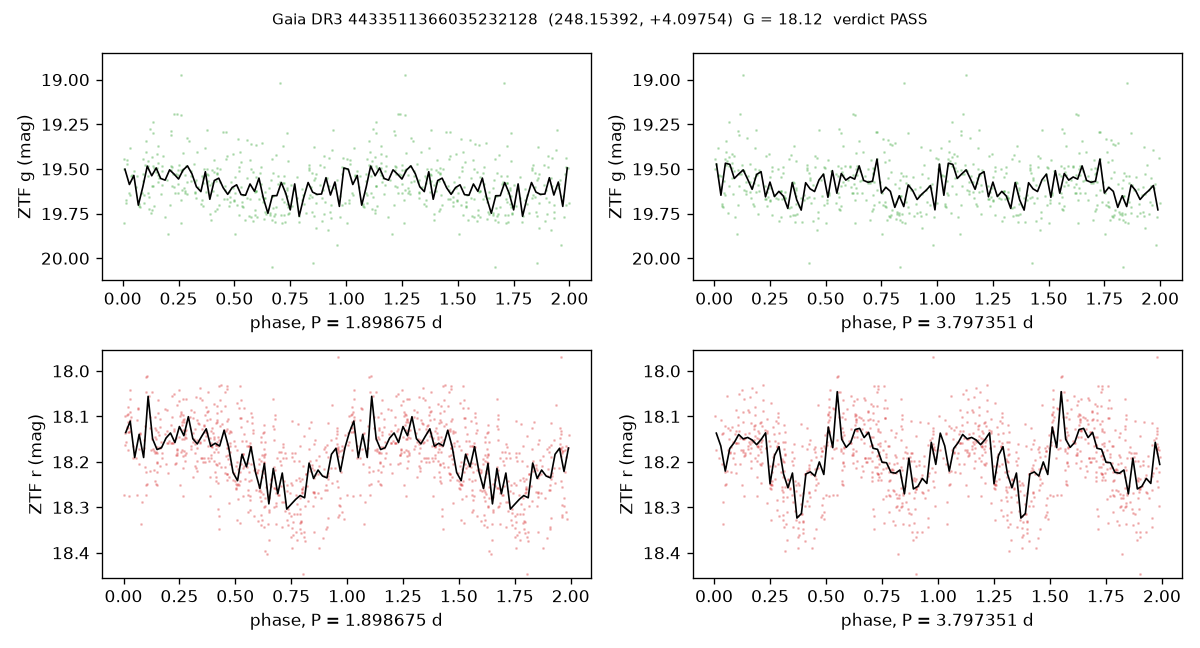 Gaia DR3 4433511366035232128  (248.15392, +4.09754)  G = 18.12  verdict PASS
ZTF g (mag)
19.00
19.25
19.50
19.75
20.00
0.00 0.25 0.50 0.75 1.00 1.25 1.50 1.75 2.00
phase, P = 1.898675 d
ZTF g (mag)
19.00
19.25
19.50
19.75
20.00
0.00 0.25 0.50 0.75 1.00 1.25 1.50 1.75 2.00
phase, P = 3.797351 d
ZTF r (mag)
18.0
18.1
18.2
18.3
18.4
0.00 0.25 0.50 0.75 1.00 1.25 1.50 1.75 2.00
phase, P = 1.898675 d
ZTF r (mag)
18.0
18.1
18.2
18.3
18.4
0.00 0.25 0.50 0.75 1.00 1.25 1.50 1.75 2.00
phase, P = 3.797351 d